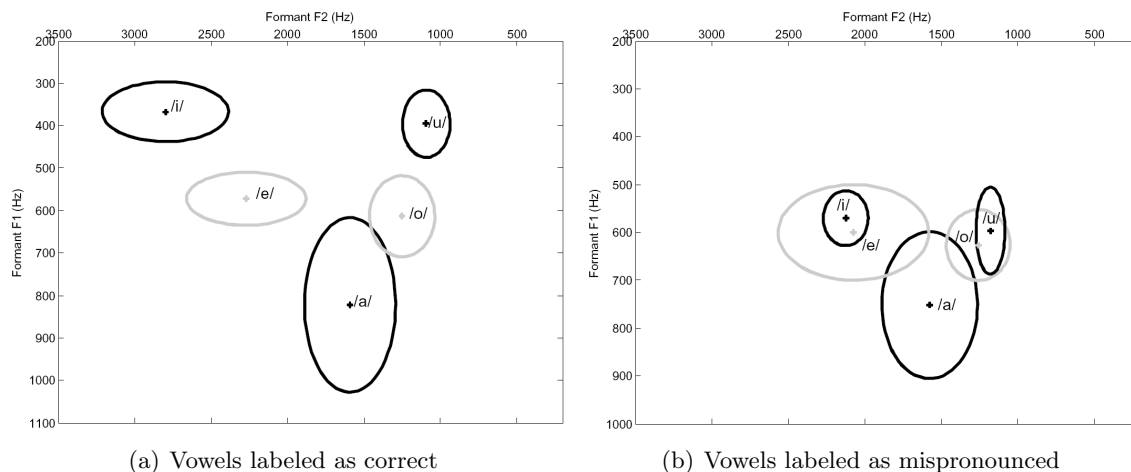 Formant F2 (Hz)
3500 3000 2500 2000 1500 1000 500
200
300
400
500
600
700
800
900
1000
1100
Formant F1 (Hz)
/i/
/u/
/e/
/o/
/a/
(a) Vowels labeled as correct
Formant F2 (Hz)
3500 3000 2500 2000 1500 1000 500
200
300
400
500
600
700
800
900
1000
Formant F1 (Hz)
/i/
/u/
/o/
/e/
/a/
(b) Vowels labeled as mispronounced